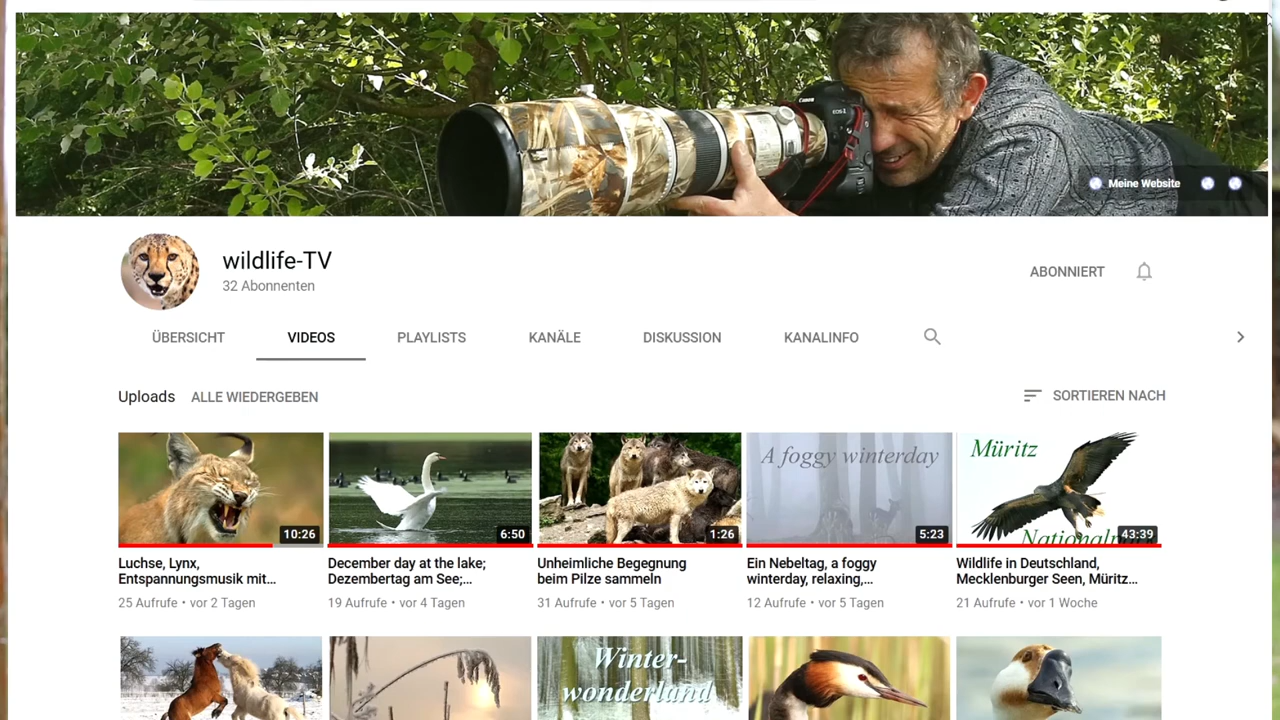 Canon
EOS-1
Meine Website
wildlife-TV
32 Abonnenten
ABONNIERT
ÜBERSICHT VIDEOS PLAYLISTS KANÄLE DISKUSSION KANALINFO
Uploads ALLE WIEDERGEBEN SORTIEREN NACH
A foggy winterday
Müritz
Nationalpark
10:26 6:50 1:26 5:23 43:39
Luchse, Lynx,
Entspannungsmusik mit…
25 Aufrufe • vor 2 Tagen
December day at the lake;
Dezembertag am See;…
19 Aufrufe • vor 4 Tagen
Unheimliche Begegnung
beim Pilze sammeln
31 Aufrufe • vor 5 Tagen
Ein Nebeltag, a foggy
winterday, relaxing,…
12 Aufrufe • vor 5 Tagen
Wildlife in Deutschland,
Mecklenburger Seen, Müritz…
21 Aufrufe • vor 1 Woche
Winter-
wonderland